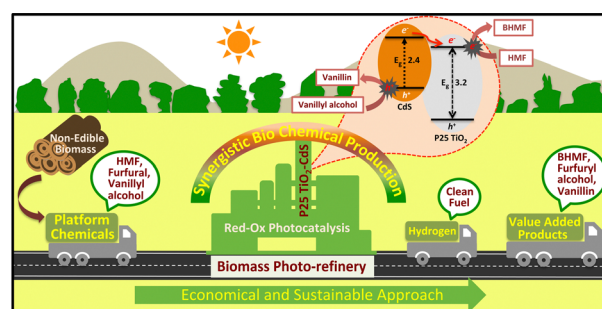 e⁻
e⁻
BHMF
HMF
E_g 2.4
E_g 3.2
Vanillin
Vanillyl alcohol
h⁺
CdS
h⁺
P25 TiO₂
Non-Edible
Biomass
HMF,
Furfural,
Vanillyl
alcohol
Platform
Chemicals
Synergistic Bio Chemical Production
P25 TiO₂-CdS
Red-Ox Photocatalysis
Biomass Photo-refinery
Clean
Fuel
Hydrogen
BHMF,
Furfuryl
alcohol,
Vanillin
Value Added
Products
Economical and Sustainable Approach